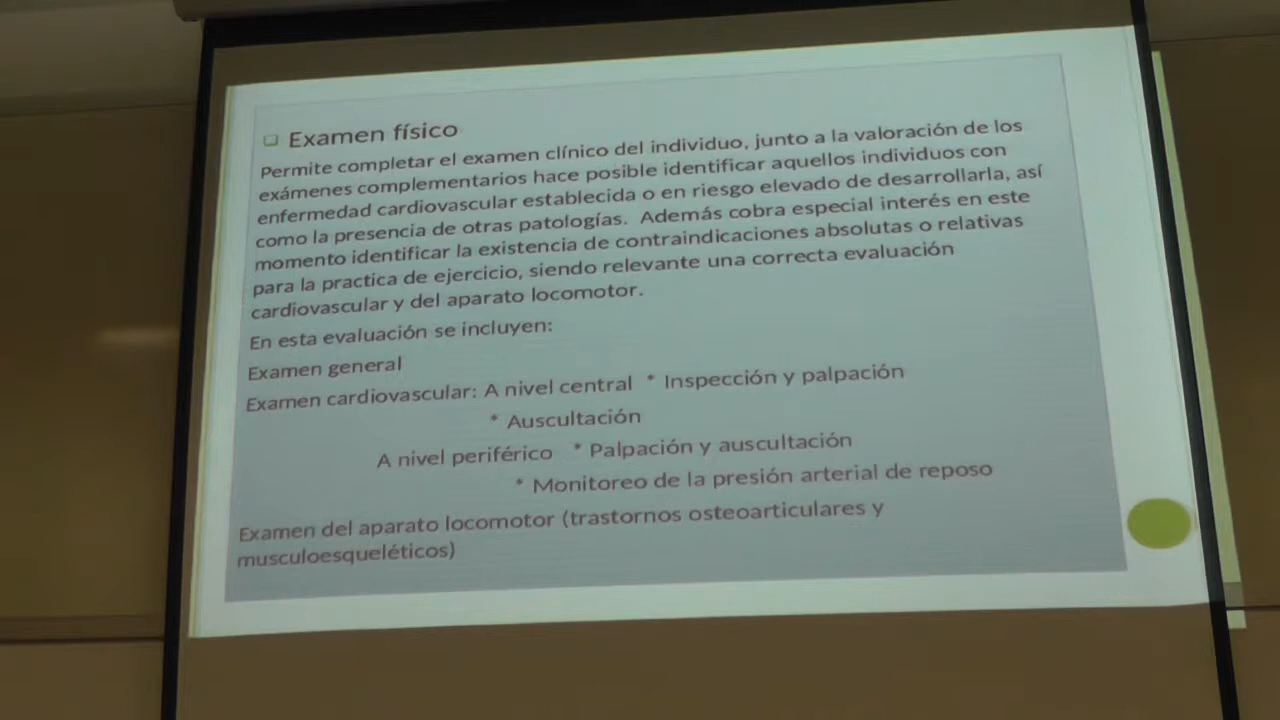 Examen físico
Permite completar el examen clínico del individuo, junto a la valoración de los
exámenes complementarios hace posible identificar aquellos individuos con
enfermedad cardiovascular establecida o en riesgo elevado de desarrollarla, así
como la presencia de otras patologías. Además cobra especial interés en este
momento identificar la existencia de contraindicaciones absolutas o relativas
para la practica de ejercicio, siendo relevante una correcta evaluación
cardiovascular y del aparato locomotor.
En esta evaluación se incluyen:
Examen general
Examen cardiovascular: A nivel central * Inspección y palpación
* Auscultación
A nivel periférico * Palpación y auscultación
* Monitoreo de la presión arterial de reposo
Examen del aparato locomotor (trastornos osteoarticulares y
musculoesqueléticos)